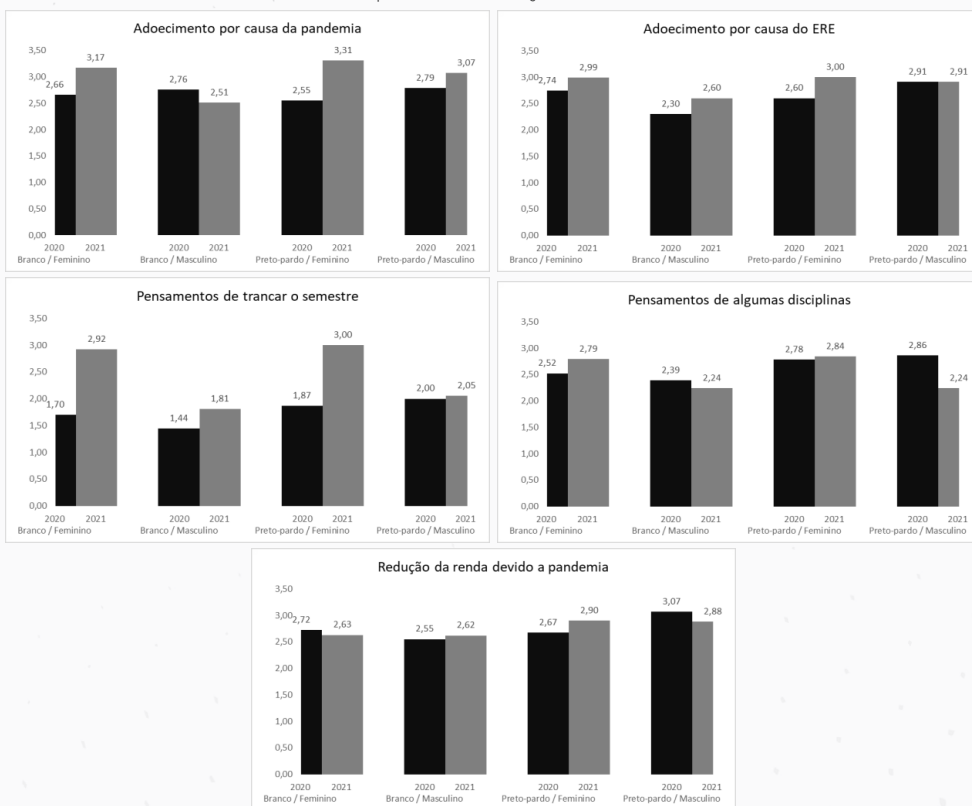 Adoecimento por causa da pandemia
3,50
3,00
2,50
2,00
1,50
1,00
0,50
0,00
2,66 3,17 2,76 2,51 2,55 3,31 2,79 3,07
2020 2021 2020 2021 2020 2021 2020 2021
Branco / Feminino Branco / Masculino Preto-pardo / Feminino Preto-pardo / Masculino
Adoecimento por causa do ERE
3,50
3,00
2,50
2,00
1,50
1,00
0,50
0,00
2,74 2,99 2,30 2,60 2,60 3,00 2,91 2,91
2020 2021 2020 2021 2020 2021 2020 2021
Branco / Feminino Branco / Masculino Preto-pardo / Feminino Preto-pardo / Masculino
Pensamentos de trancar o semestre
3,50
3,00
2,50
2,00
1,50
1,00
0,50
0,00
1,70 2,92 1,44 1,81 1,87 3,00 2,00 2,05
2020 2021 2020 2021 2020 2021 2020 2021
Branco / Feminino Branco / Masculino Preto-pardo / Feminino Preto-pardo / Masculino
Pensamentos de algumas disciplinas
3,50
3,00
2,50
2,00
1,50
1,00
0,50
0,00
2,52 2,79 2,39 2,24 2,78 2,84 2,86 2,24
2020 2021 2020 2021 2020 2021 2020 2021
Branco / Feminino Branco / Masculino Preto-pardo / Feminino Preto-pardo / Masculino
Redução da renda devido a pandemia
3,50
3,00
2,50
2,00
1,50
1,00
0,50
0,00
2,72 2,63 2,55 2,62 2,67 2,90 3,07 2,88
2020 2021 2020 2021 2020 2021 2020 2021
Branco / Feminino Branco / Masculino Preto-pardo / Feminino Preto-pardo / Masculino